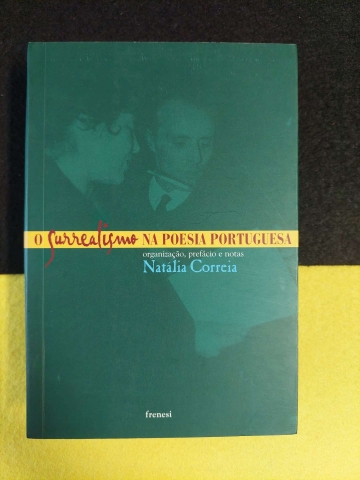 O surrealismo NA POESIA PORTUGUESA
organização, prefácio e notas
Natália Correia
frenesi